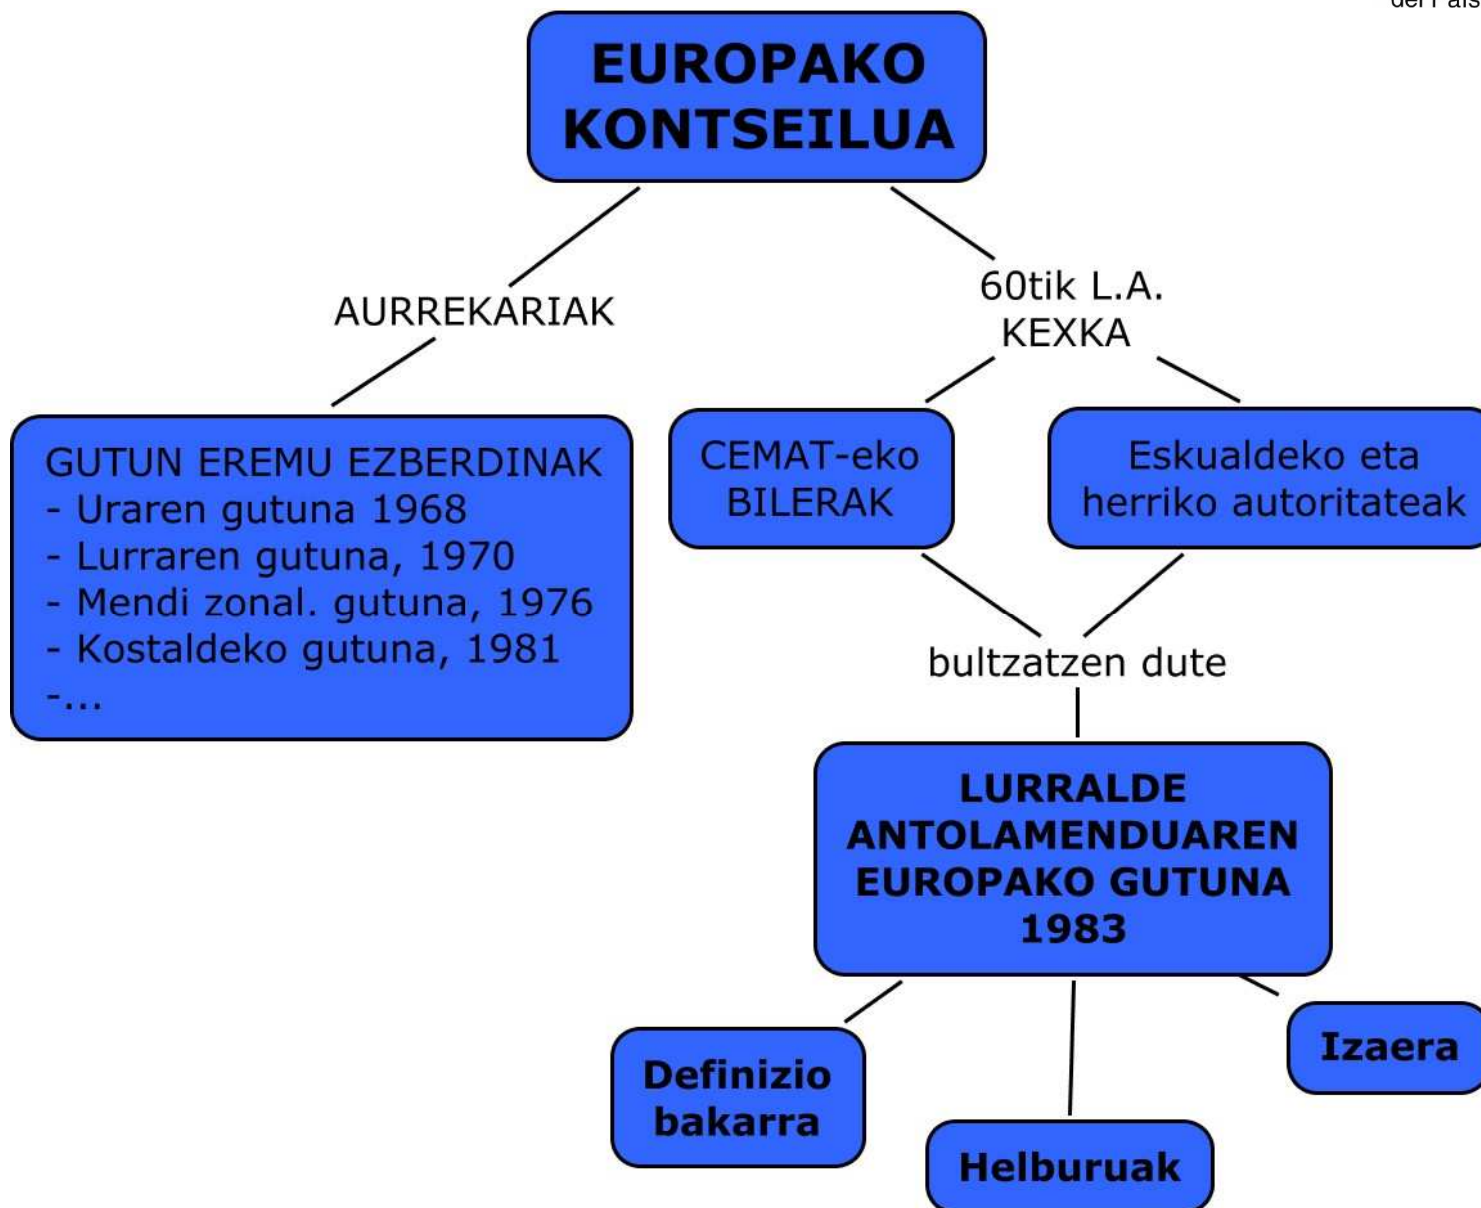 del País
EUROPAKO
KONTSEILUA
AURREKARIAK
60tik L.A.
KEXKA
GUTUN EREMU EZBERDINAK
- Uraren gutuna 1968
- Lurraren gutuna, 1970
- Mendi zonal. gutuna, 1976
- Kostaldeko gutuna, 1981
-...
CEMAT-eko
BILERAK
Eskualdeko eta
herriko autoritateak
bultzatzen dute
LURRALDE
ANTOLAMENDUAREN
EUROPAKO GUTUNA
1983
Definizio
bakarra
Helburuak
Izaera